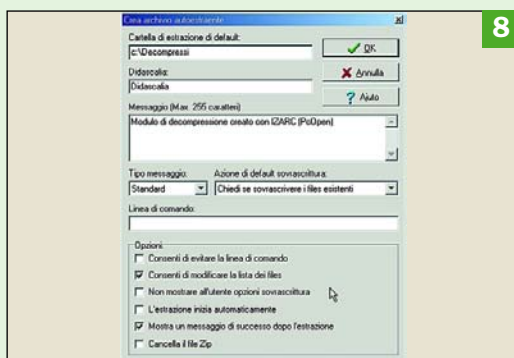 8
Crea archivio autoestraente
Cartella di estrazione di default:
c:\Decompressi
OK
Didascalia:
Annulla
Didascalia
Aiuto
Messaggio (Max. 255 caratteri)
Modulo di decompressione creato con IZARC (PcOpen)
Tipo messaggio:
Azione di default sovrascrittura:
Standard
Chiedi se sovrascrivere i files esistenti
Linea di comando:
Opzioni:
Consenti di evitare la linea di comando
Consenti di modificare la lista dei files
Non mostrare all'utente opzioni sovrascrittura
L'estrazione inizia automaticamente
Mostra un messaggio di successo dopo l'estrazione
Cancella il file Zip